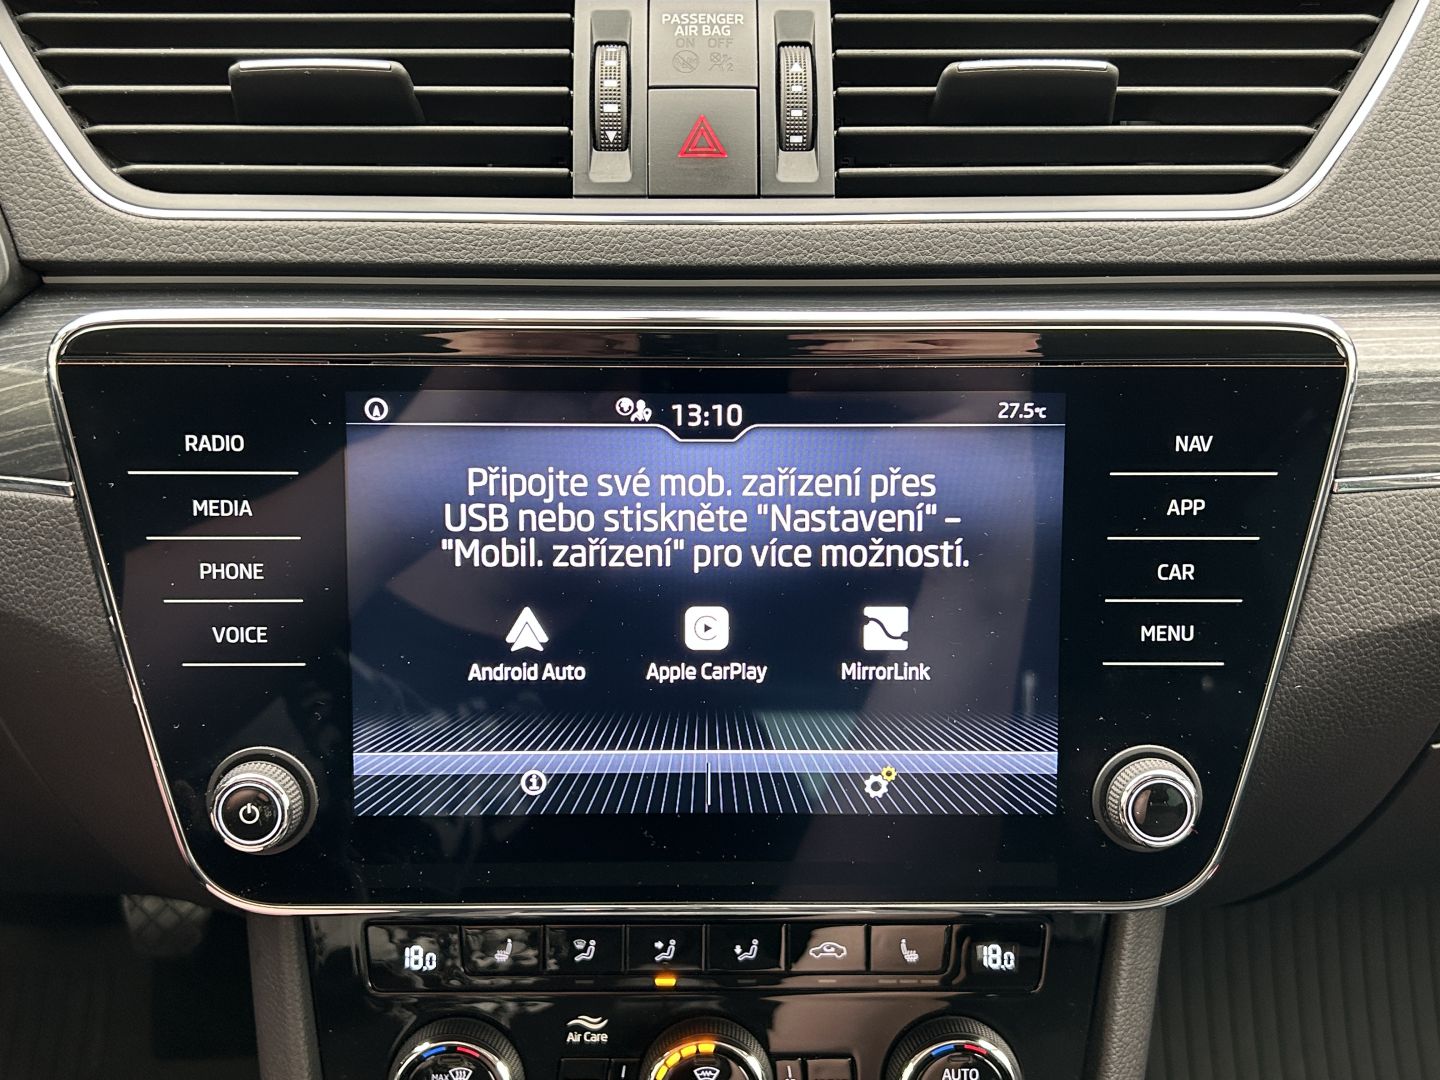 PASSENGER
AIR BAG
ON OFF
2
13:10
27.5°C
RADIO
MEDIA
PHONE
VOICE
NAV
APP
CAR
MENU
Připojte své mob. zařízení přes
USB nebo stiskněte "Nastavení" –
"Mobil. zařízení" pro více možností.
Android Auto
Apple CarPlay
MirrorLink
18.0
18.0
Air Care
MAX
AUTO